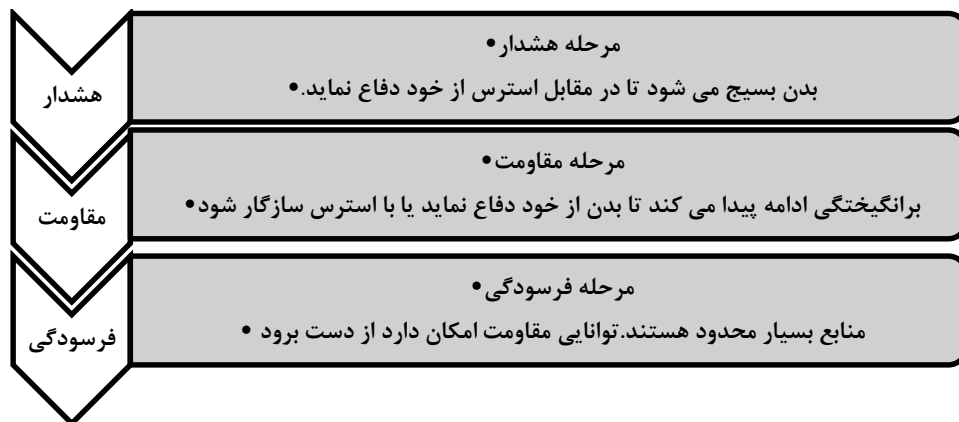 هشدار
مرحله هشدار•
بدن بسیج می شود تا در مقابل استرس از خود دفاع نماید.•
مقاومت
مرحله مقاومت•
برانگیختگی ادامه پیدا می کند تا بدن از خود دفاع نماید یا با استرس سازگار شود•
فرسودگی
مرحله فرسودگی•
منابع بسیار محدود هستند.توانایی مقاومت امکان دارد از دست برود •